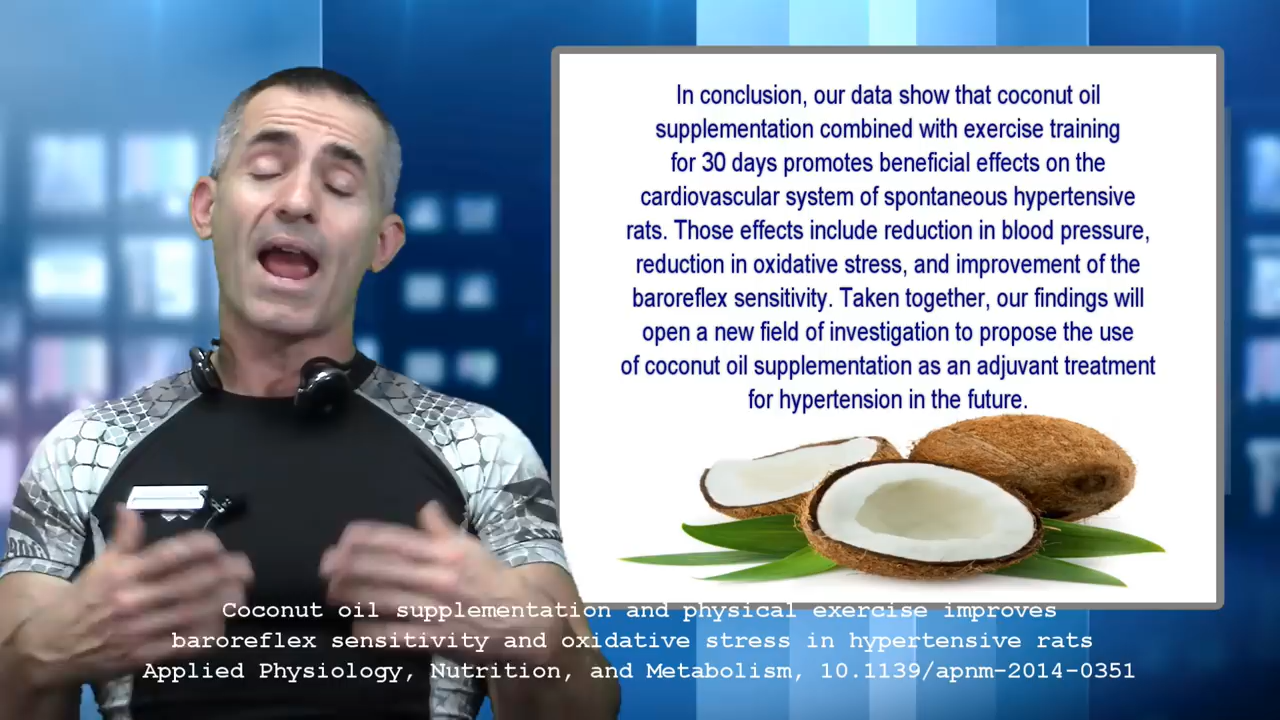 In conclusion, our data show that coconut oil
supplementation combined with exercise training
for 30 days promotes beneficial effects on the
cardiovascular system of spontaneous hypertensive
rats. Those effects include reduction in blood pressure,
reduction in oxidative stress, and improvement of the
baroreflex sensitivity. Taken together, our findings will
open a new field of investigation to propose the use
of coconut oil supplementation as an adjuvant treatment
for hypertension in the future.
Coconut oil supplementation and physical exercise improves
baroreflex sensitivity and oxidative stress in hypertensive rats
Applied Physiology, Nutrition, and Metabolism, 10.1139/apnm-2014-0351